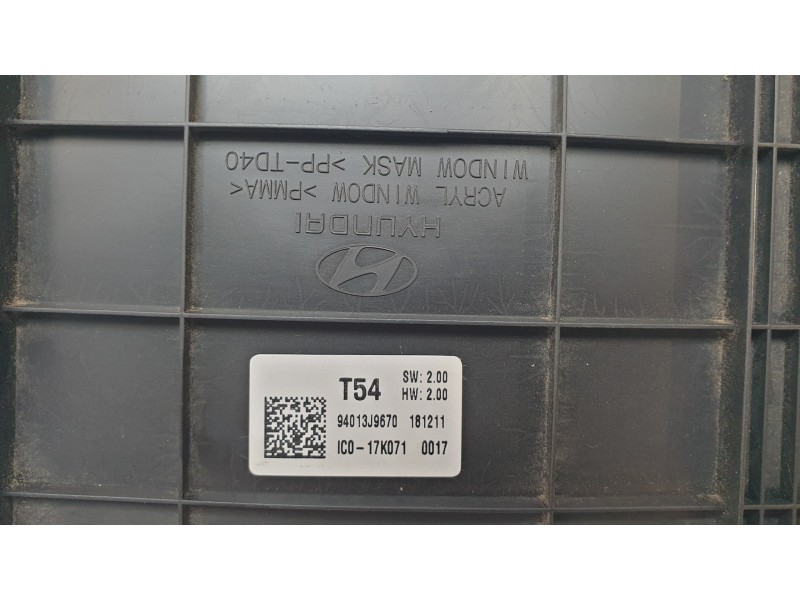 HYUNDAI
ACRYL WINDOW >PMMA<
WINDOW MASK >PP-TD40
T54
SW: 2.00
HW: 2.00
94013J9670 181211
ICO-17K071 0017